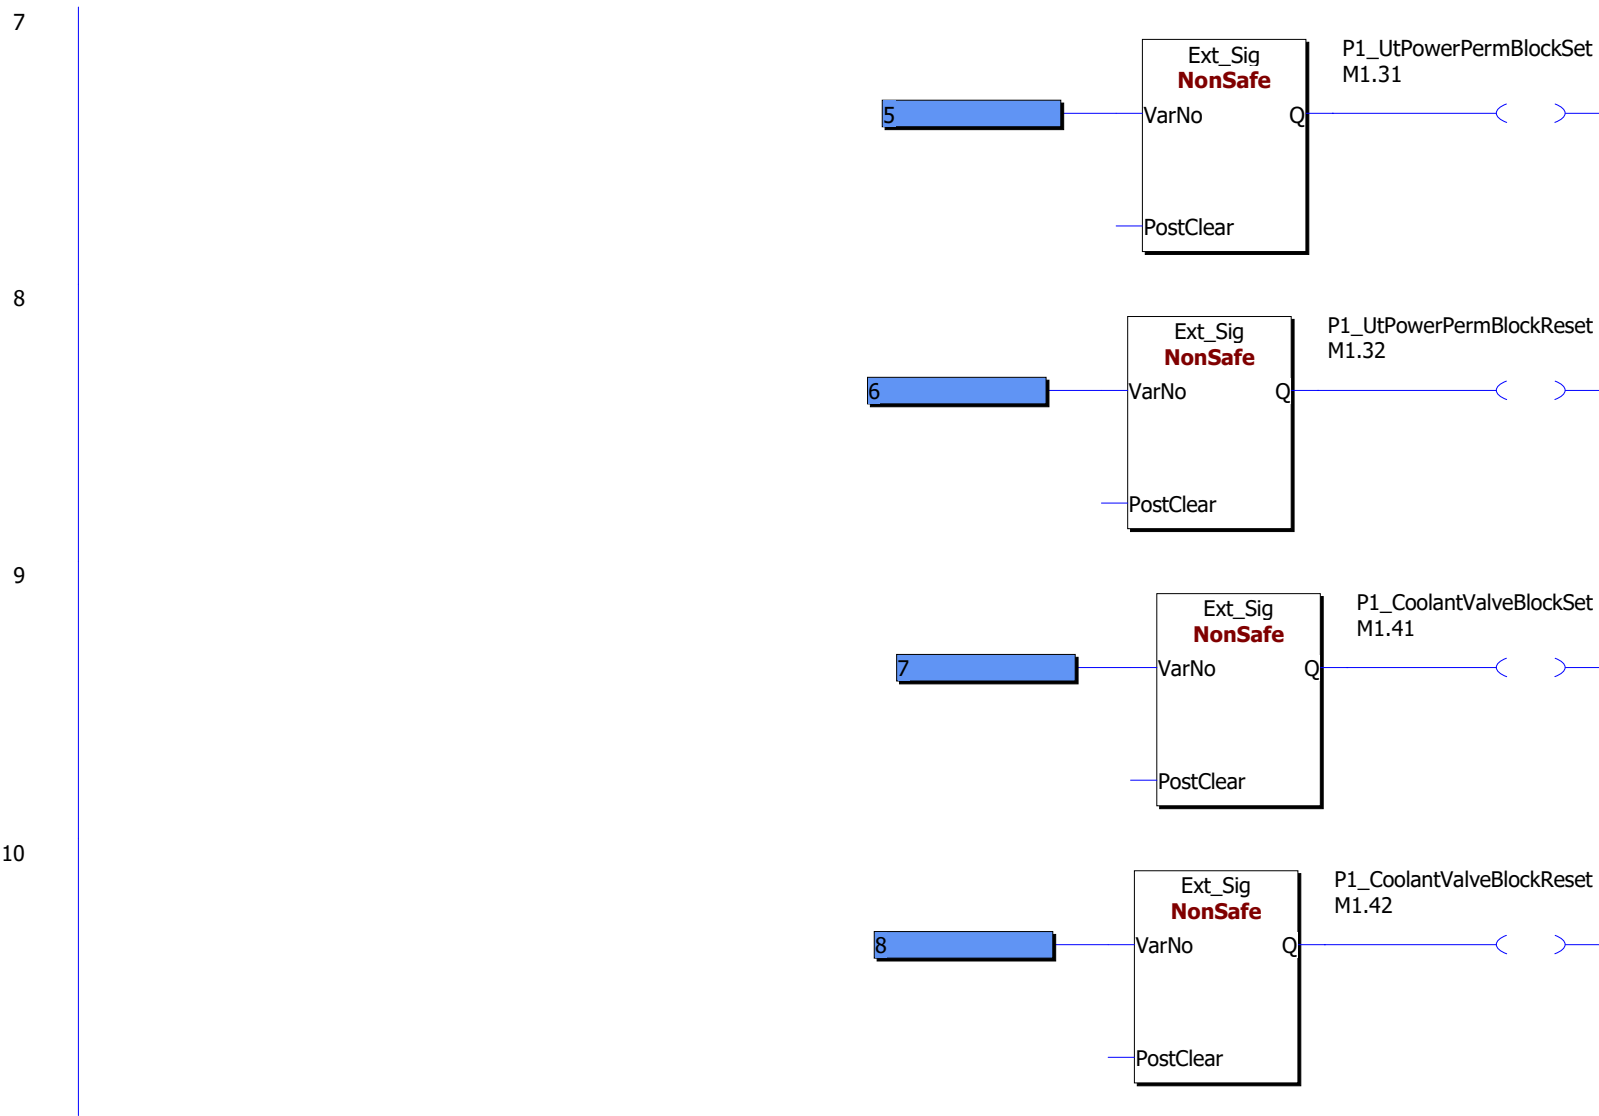 7
Ext_Sig
NonSafe
P1_UtPowerPermBlockSet
M1.31
5
VarNo
Q
PostClear
8
Ext_Sig
NonSafe
P1_UtPowerPermBlockReset
M1.32
6
VarNo
Q
PostClear
9
Ext_Sig
NonSafe
P1_CoolantValveBlockSet
M1.41
7
VarNo
Q
PostClear
10
Ext_Sig
NonSafe
P1_CoolantValveBlockReset
M1.42
8
VarNo
Q
PostClear